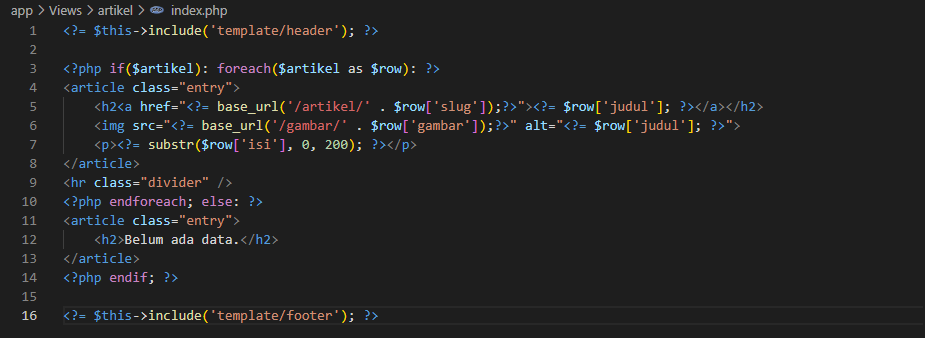 app > Views > artikel > index.php
1 <?= $this->include('template/header'); ?>
2
3 <?php if($artikel): foreach($artikel as $row): ?>
4 <article class="entry">
5     <h2<a href="<?= base_url('/artikel/' . $row['slug']);?>"><?= $row['judul']; ?></a></h2>
6     <img src="<?= base_url('/gambar/' . $row['gambar']);?>" alt="<?= $row['judul']; ?>">
7     <p><?= substr($row['isi'], 0, 200); ?></p>
8 </article>
9 <hr class="divider" />
10 <?php endforeach; else: ?>
11 <article class="entry">
12     <h2>Belum ada data.</h2>
13 </article>
14 <?php endif; ?>
15
16 <?= $this->include('template/footer'); ?>